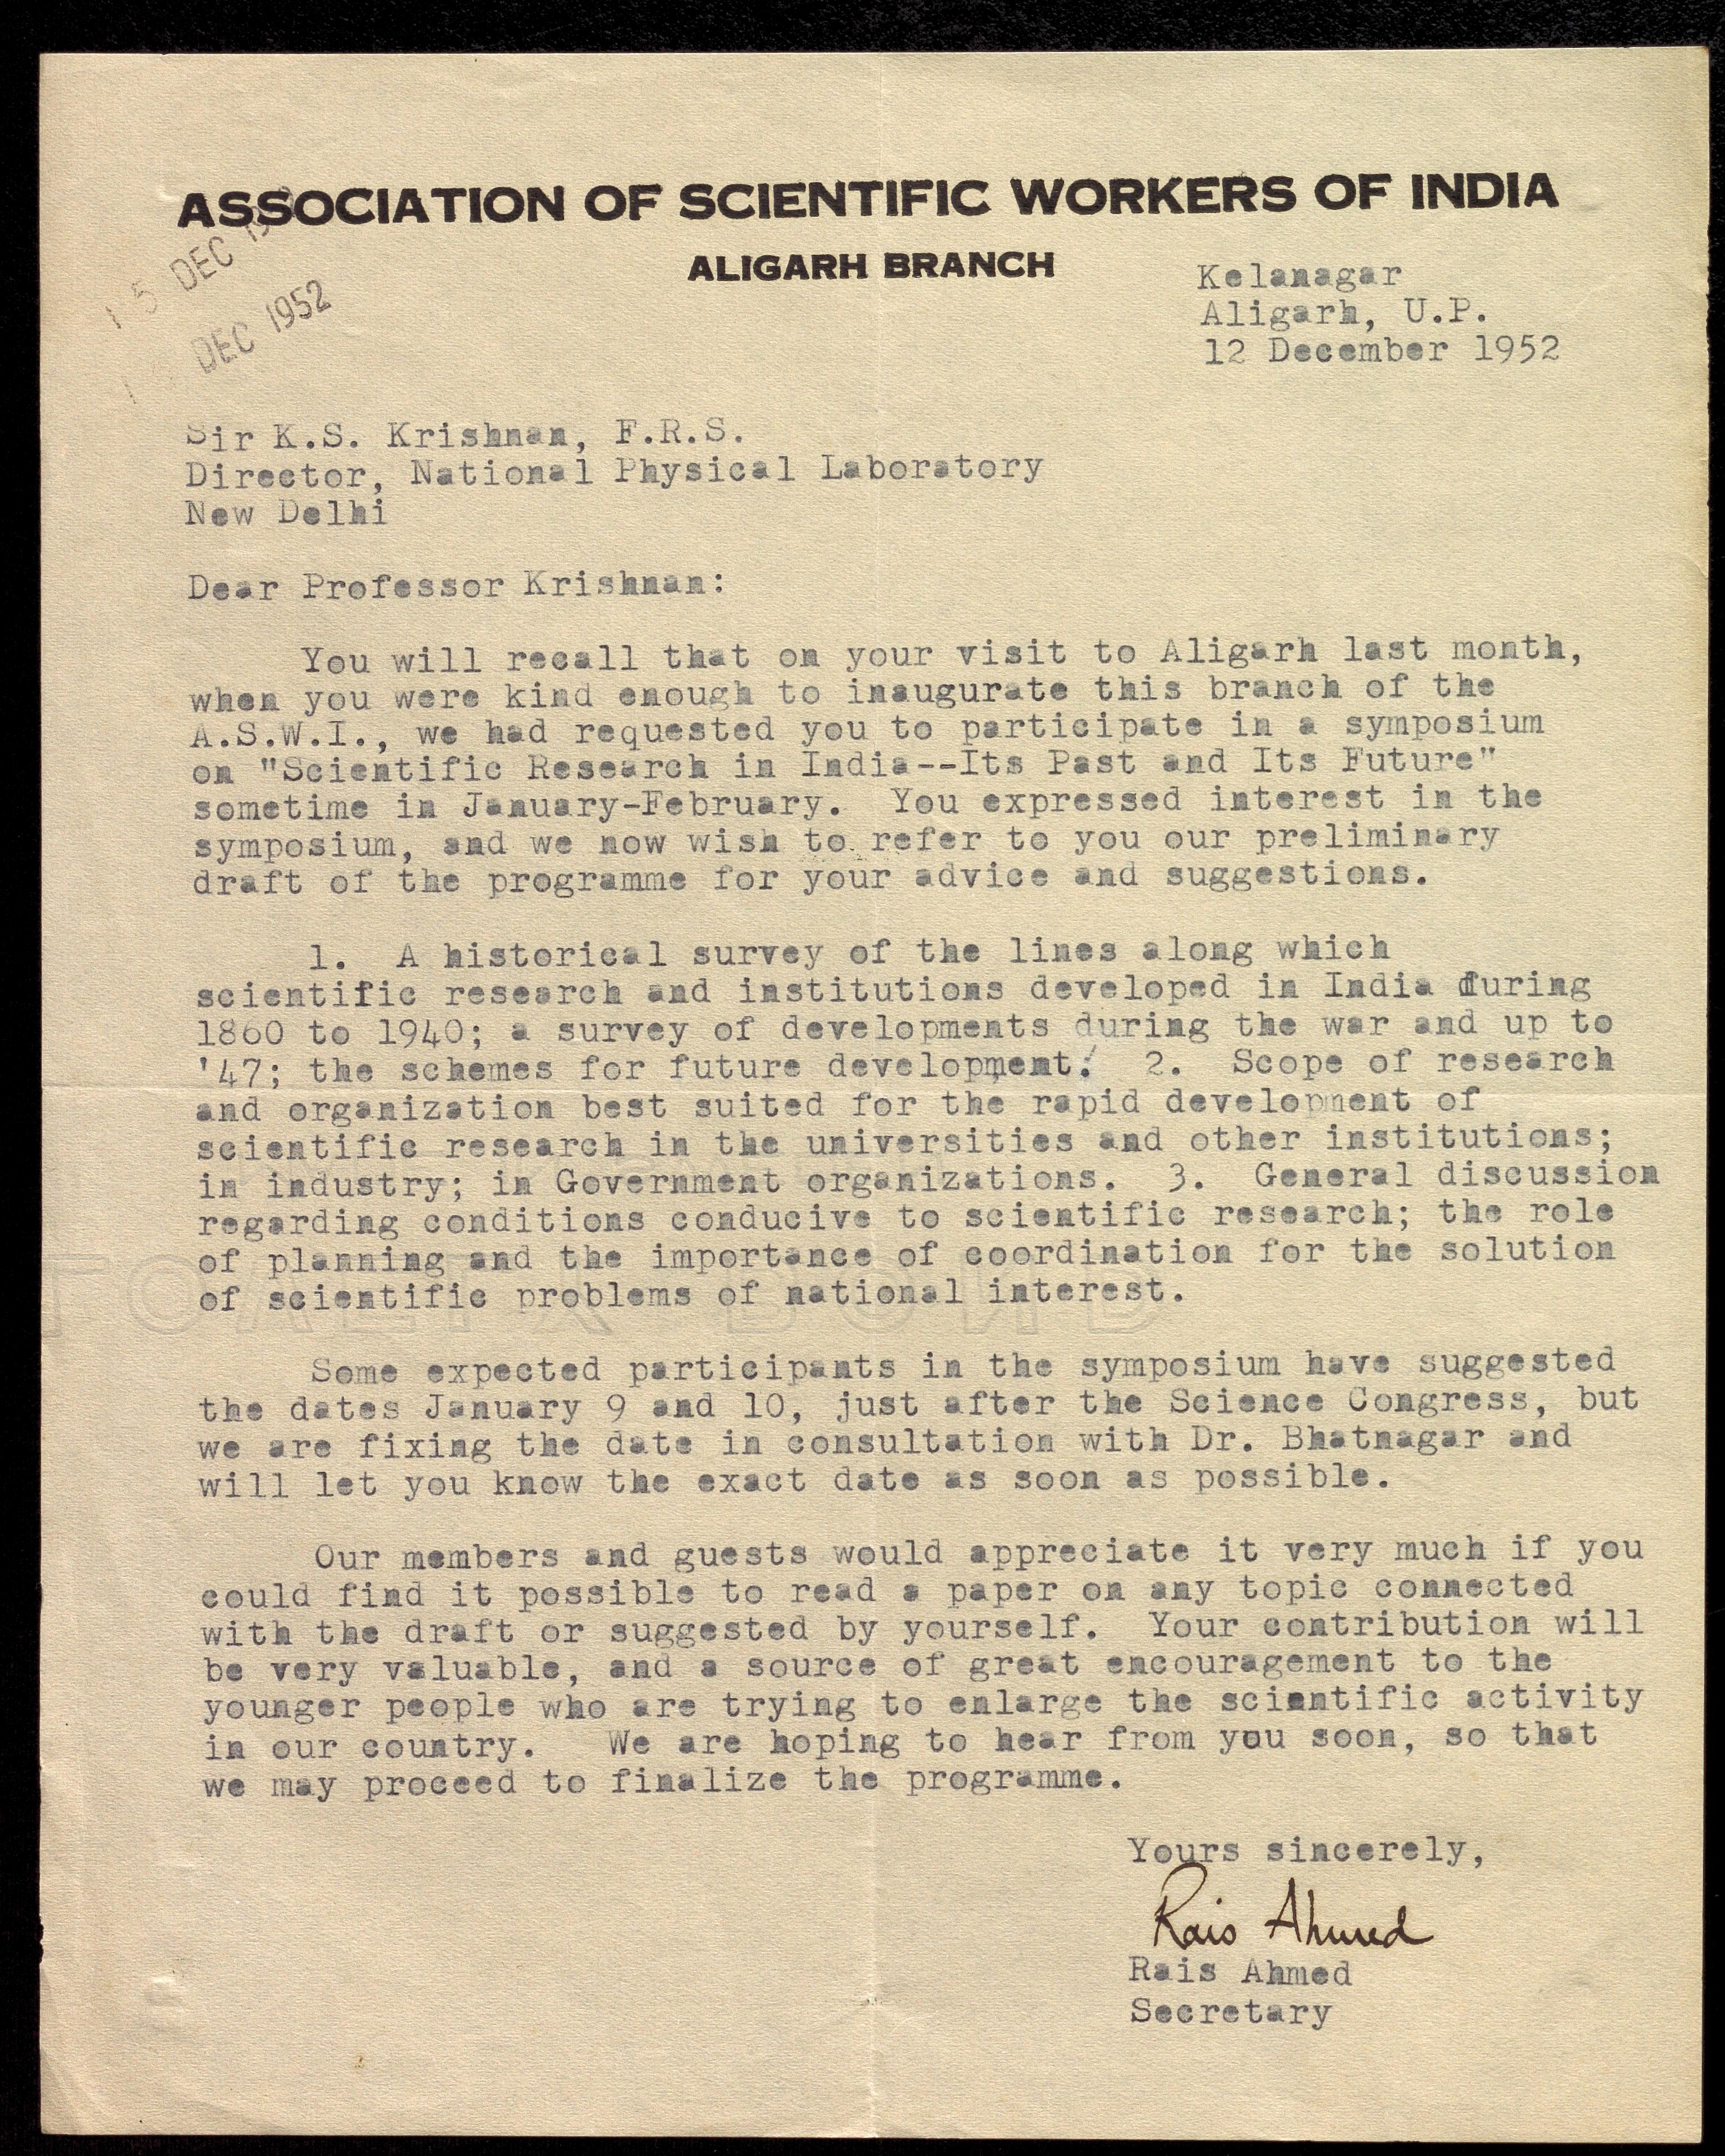 ASSOCIATION OF SCIENTIFIC WORKERS OF INDIA
ALIGARH BRANCH
15 DEC
DEC 1952
Kelanagar
Aligarh, U.P.
12 December 1952
Sir K.S. Krishnan, F.R.S.
Director, National Physical Laboratory
New Delhi
Dear Professor Krishnan:
You will recall that on your visit to Aligarh last month,
when you were kind enough to inaugurate this branch of the
A.S.W.I., we had requested you to participate in a symposium
on "Scientific Research in India--Its Past and Its Future"
sometime in January-February. You expressed interest in the
symposium, and we now wish to refer to you our preliminary
draft of the programme for your advice and suggestions.
1. A historical survey of the lines along which
scientific research and institutions developed in India during
1860 to 1940; a survey of developments during the war and up to
'47; the schemes for future development. 2. Scope of research
and organization best suited for the rapid development of
scientific research in the universities and other institutions;
in industry; in Government organizations. 3. General discussion
regarding conditions conducive to scientific research; the role
of planning and the importance of coordination for the solution
of scientific problems of national interest.
BOND
Some expected participants in the symposium have suggested
the dates January 9 and 10, just after the Science Congress, but
we are fixing the date in consultation with Dr. Bhatnagar and
will let you know the exact date as soon as possible.
Our members and guests would appreciate it very much if you
could find it possible to read a paper on any topic connected
with the draft or suggested by yourself. Your contribution will
be very valuable, and a source of great encouragement to the
younger people who are trying to enlarge the scientific activity
in our country. We are hoping to hear from you soon, so that
we may proceed to finalize the programme.
Yours sincerely,
Rais Ahmed
Rais Ahmed
Secretary